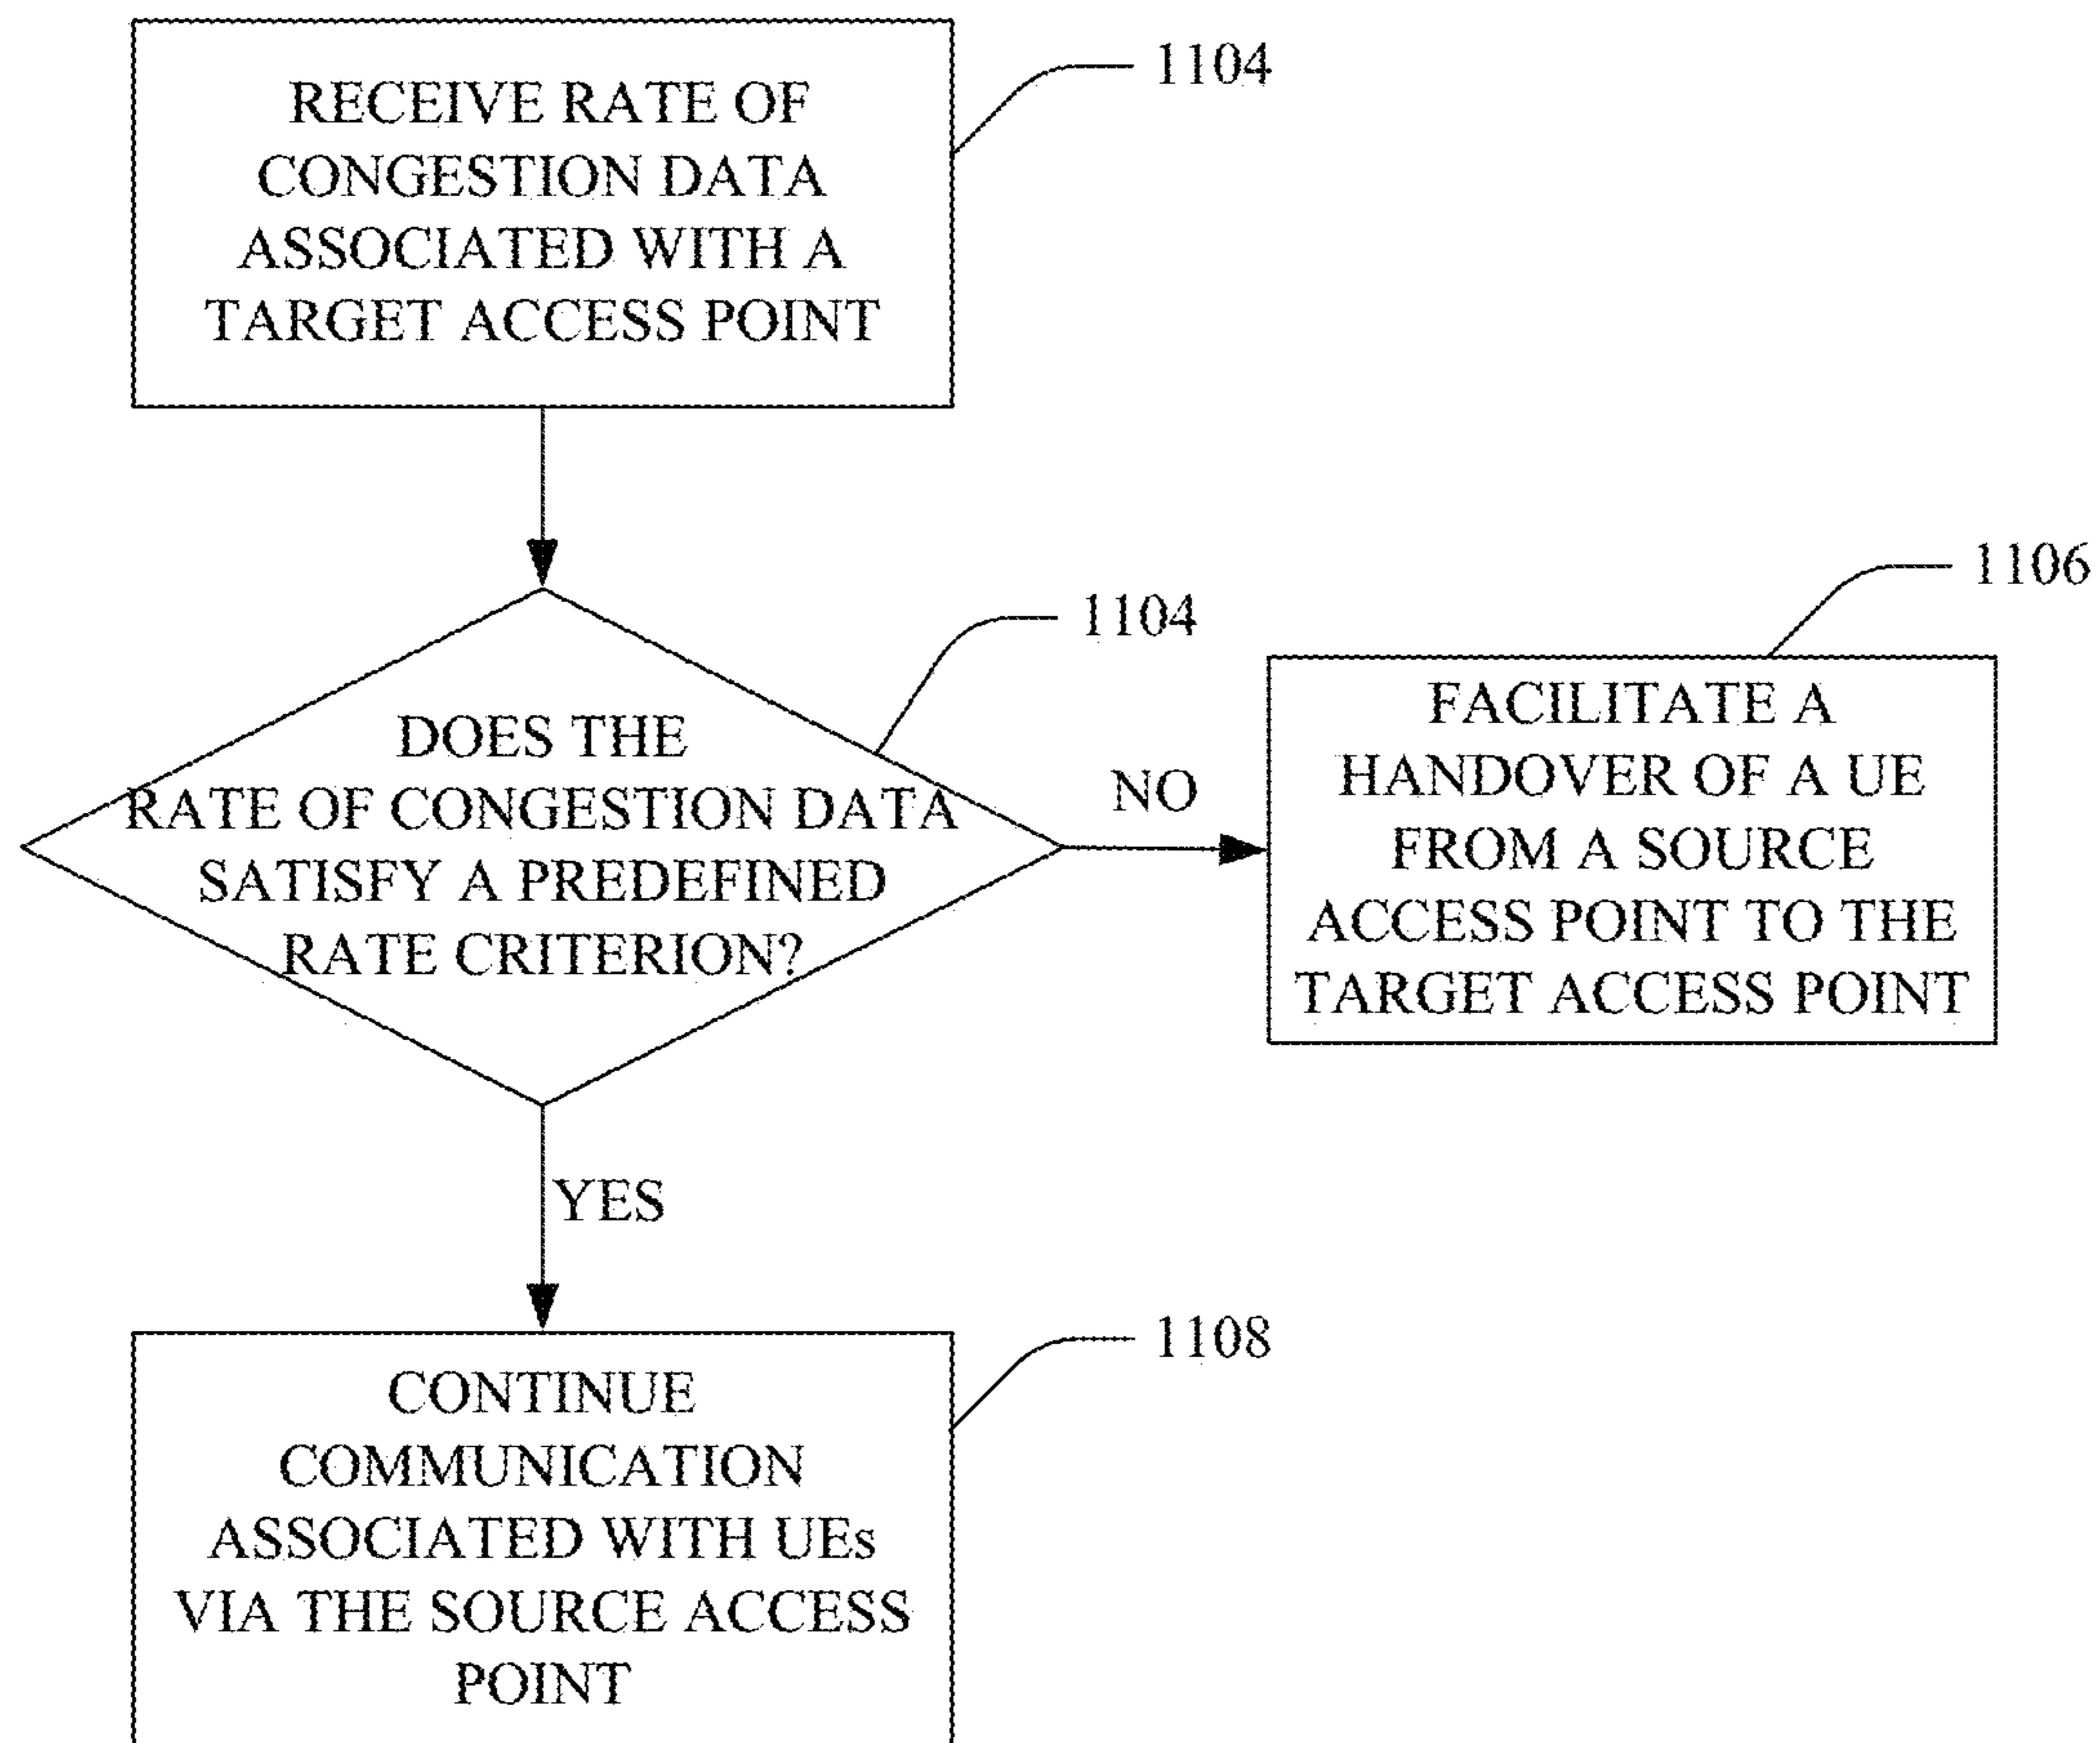 RECEIVE RATE OF
CONGESTION DATA
ASSOCIATED WITH A
TARGET ACCESS POINT
1104
1104
DOES THE
RATE OF CONGESTION DATA
SATISFY A PREDEFINED
RATE CRITERION?
NO
1106
FACILITATE A
HANDOVER OF A UE
FROM A SOURCE
ACCESS POINT TO THE
TARGET ACCESS POINT
YES
CONTINUE
COMMUNICATION
ASSOCIATED WITH UEs
VIA THE SOURCE ACCESS
POINT
1108